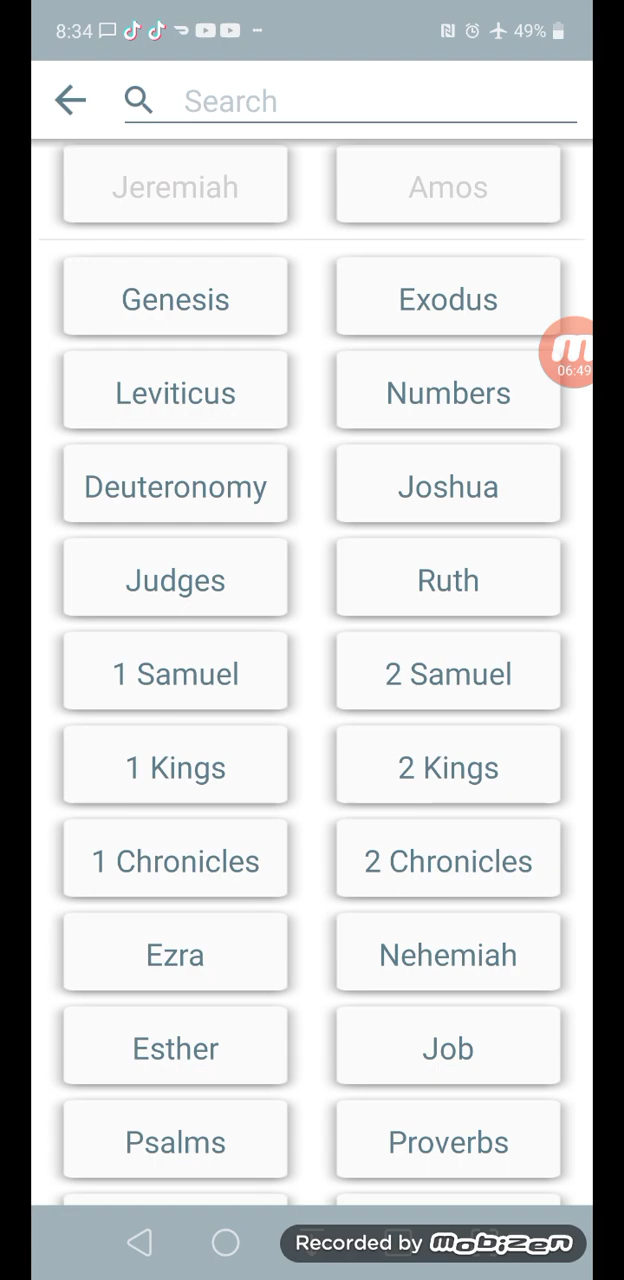 8:34 49%
Search
Jeremiah Amos
Genesis Exodus
06:49
Leviticus Numbers
Deuteronomy Joshua
Judges Ruth
1 Samuel 2 Samuel
1 Kings 2 Kings
1 Chronicles 2 Chronicles
Ezra Nehemiah
Esther Job
Psalms Proverbs
Recorded by mobizen